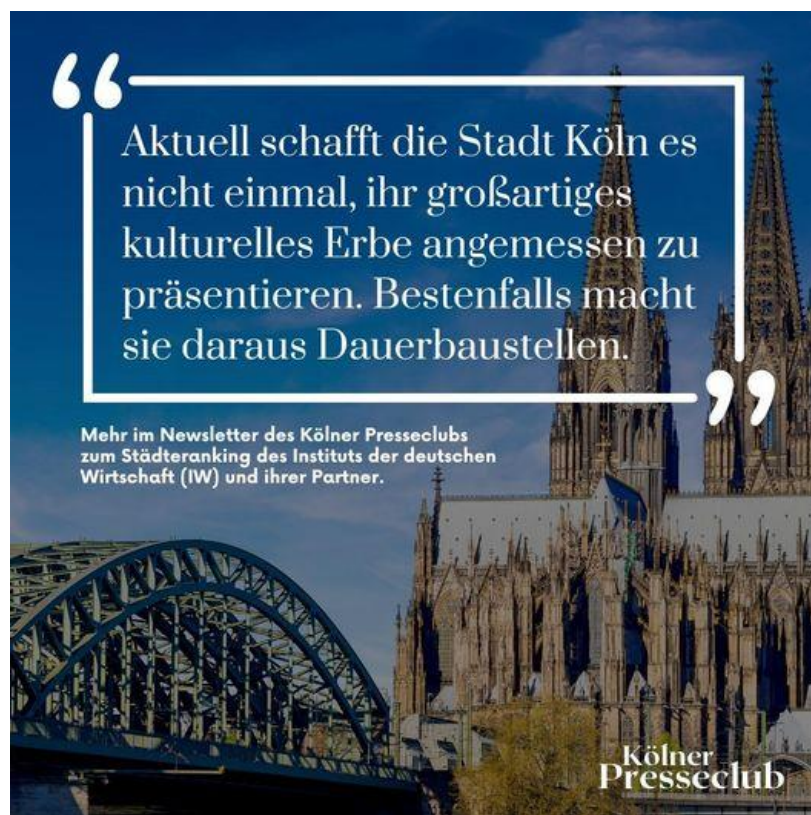 Aktuell schafft die Stadt Köln es
nicht einmal, ihr großartiges
kulturelles Erbe angemessen zu
präsentieren. Bestenfalls macht
sie daraus Dauerbaustellen.
Mehr im Newsletter des Kölner Presseclubs
zum Städteranking des Instituts der deutschen
Wirtschaft (IW) und ihrer Partner.
Kölner
Presseclub